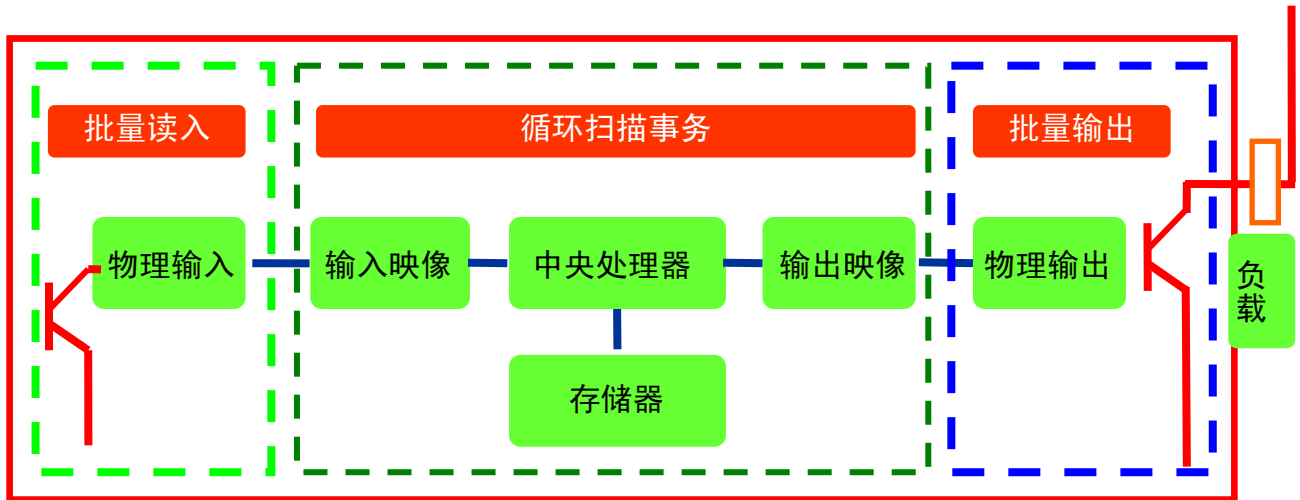 批量读入
循环扫描事务
批量输出
物理输入
输入映像
中央处理器
输出映像
物理输出
负
载
存储器